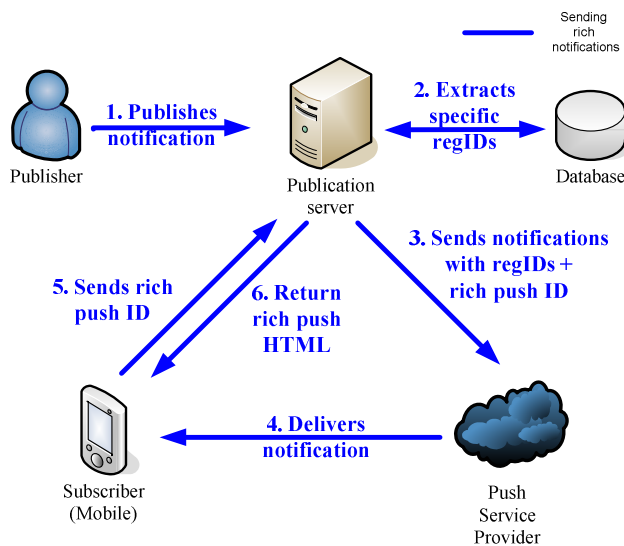 Sending
rich
notifications
1. Publishes
notification
2. Extracts
specific
regIDs
Publisher
Publication
server
Database
3. Sends notifications
with regIDs +
rich push ID
5. Sends rich
push ID
6. Return
rich push
HTML
4. Delivers
notification
Subscriber
(Mobile)
Push
Service
Provider